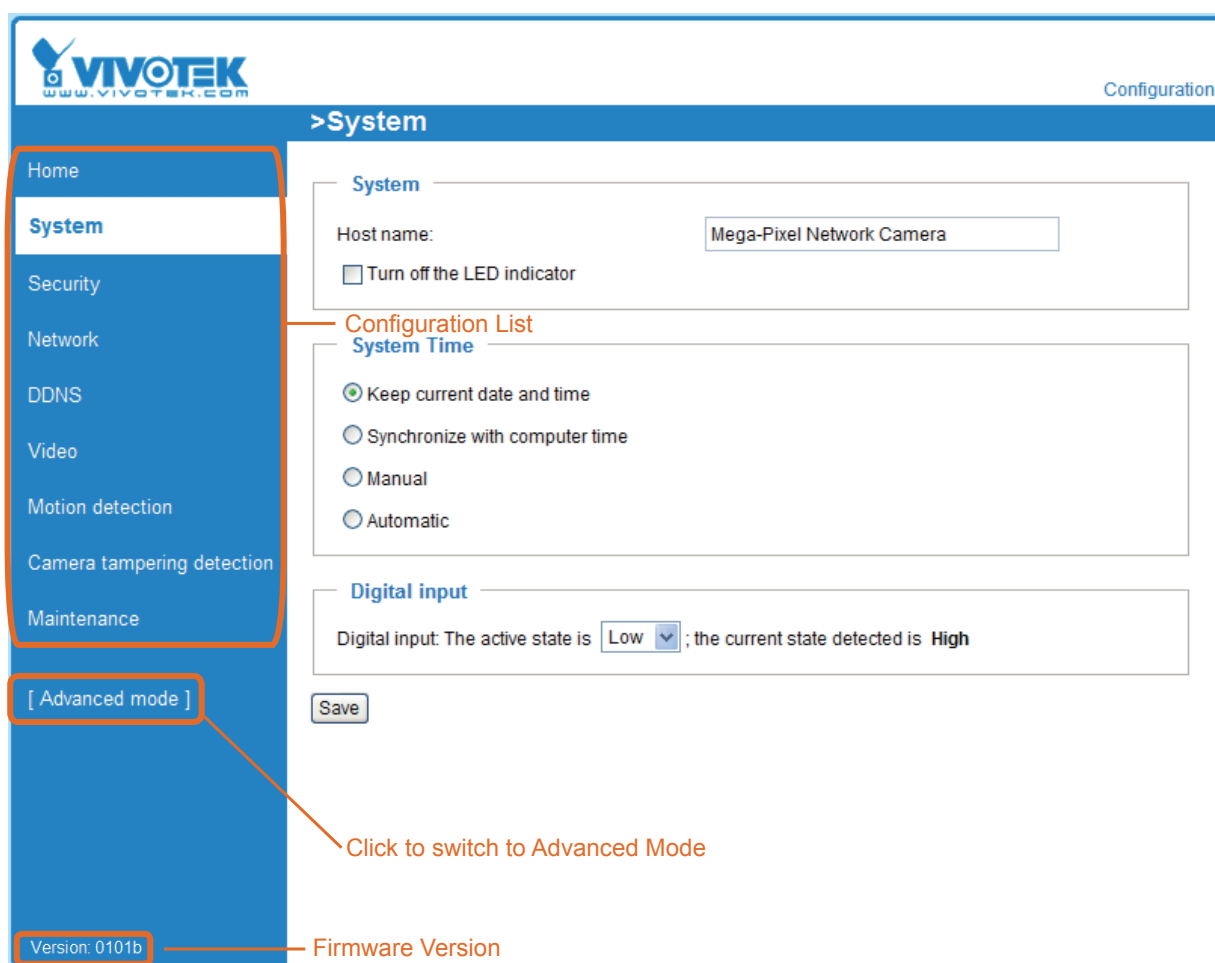 VIVOTEK
www.vivotek.com
Configuration
>System
Home
System
Security
Network
DDNS
Video
Motion detection
Camera tampering detection
Maintenance
[ Advanced mode ]
Version: 0101b
System
Host name: Mega-Pixel Network Camera
Turn off the LED indicator
Configuration List
System Time
Keep current date and time
Synchronize with computer time
Manual
Automatic
Digital input
Digital input: The active state is Low ; the current state detected is High
Save
Click to switch to Advanced Mode
Firmware Version